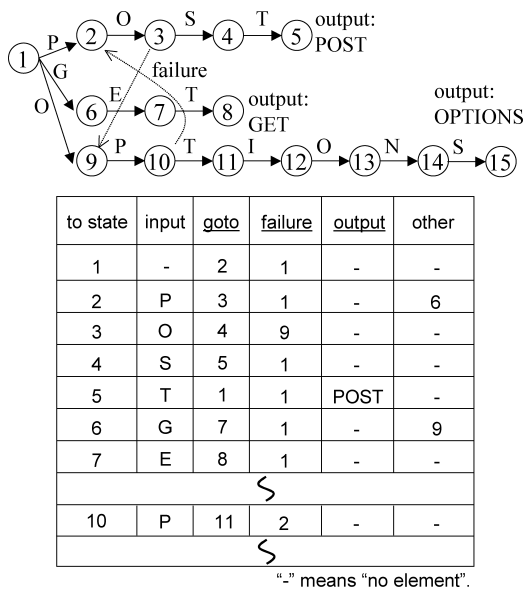 O S T output:
P 2 3 4 5 POST
1 G failure output:
O E T output: OPTIONS
6 7 8 GET
P T I O N S
9 10 11 12 13 14 15
to state input goto failure output other
1 - 2 1 - -
2 P 3 1 - 6
3 O 4 9 - -
4 S 5 1 - -
5 T 1 1 POST -
6 G 7 1 - 9
7 E 8 1 - -
10 P 11 2 - -
"-" means "no element".